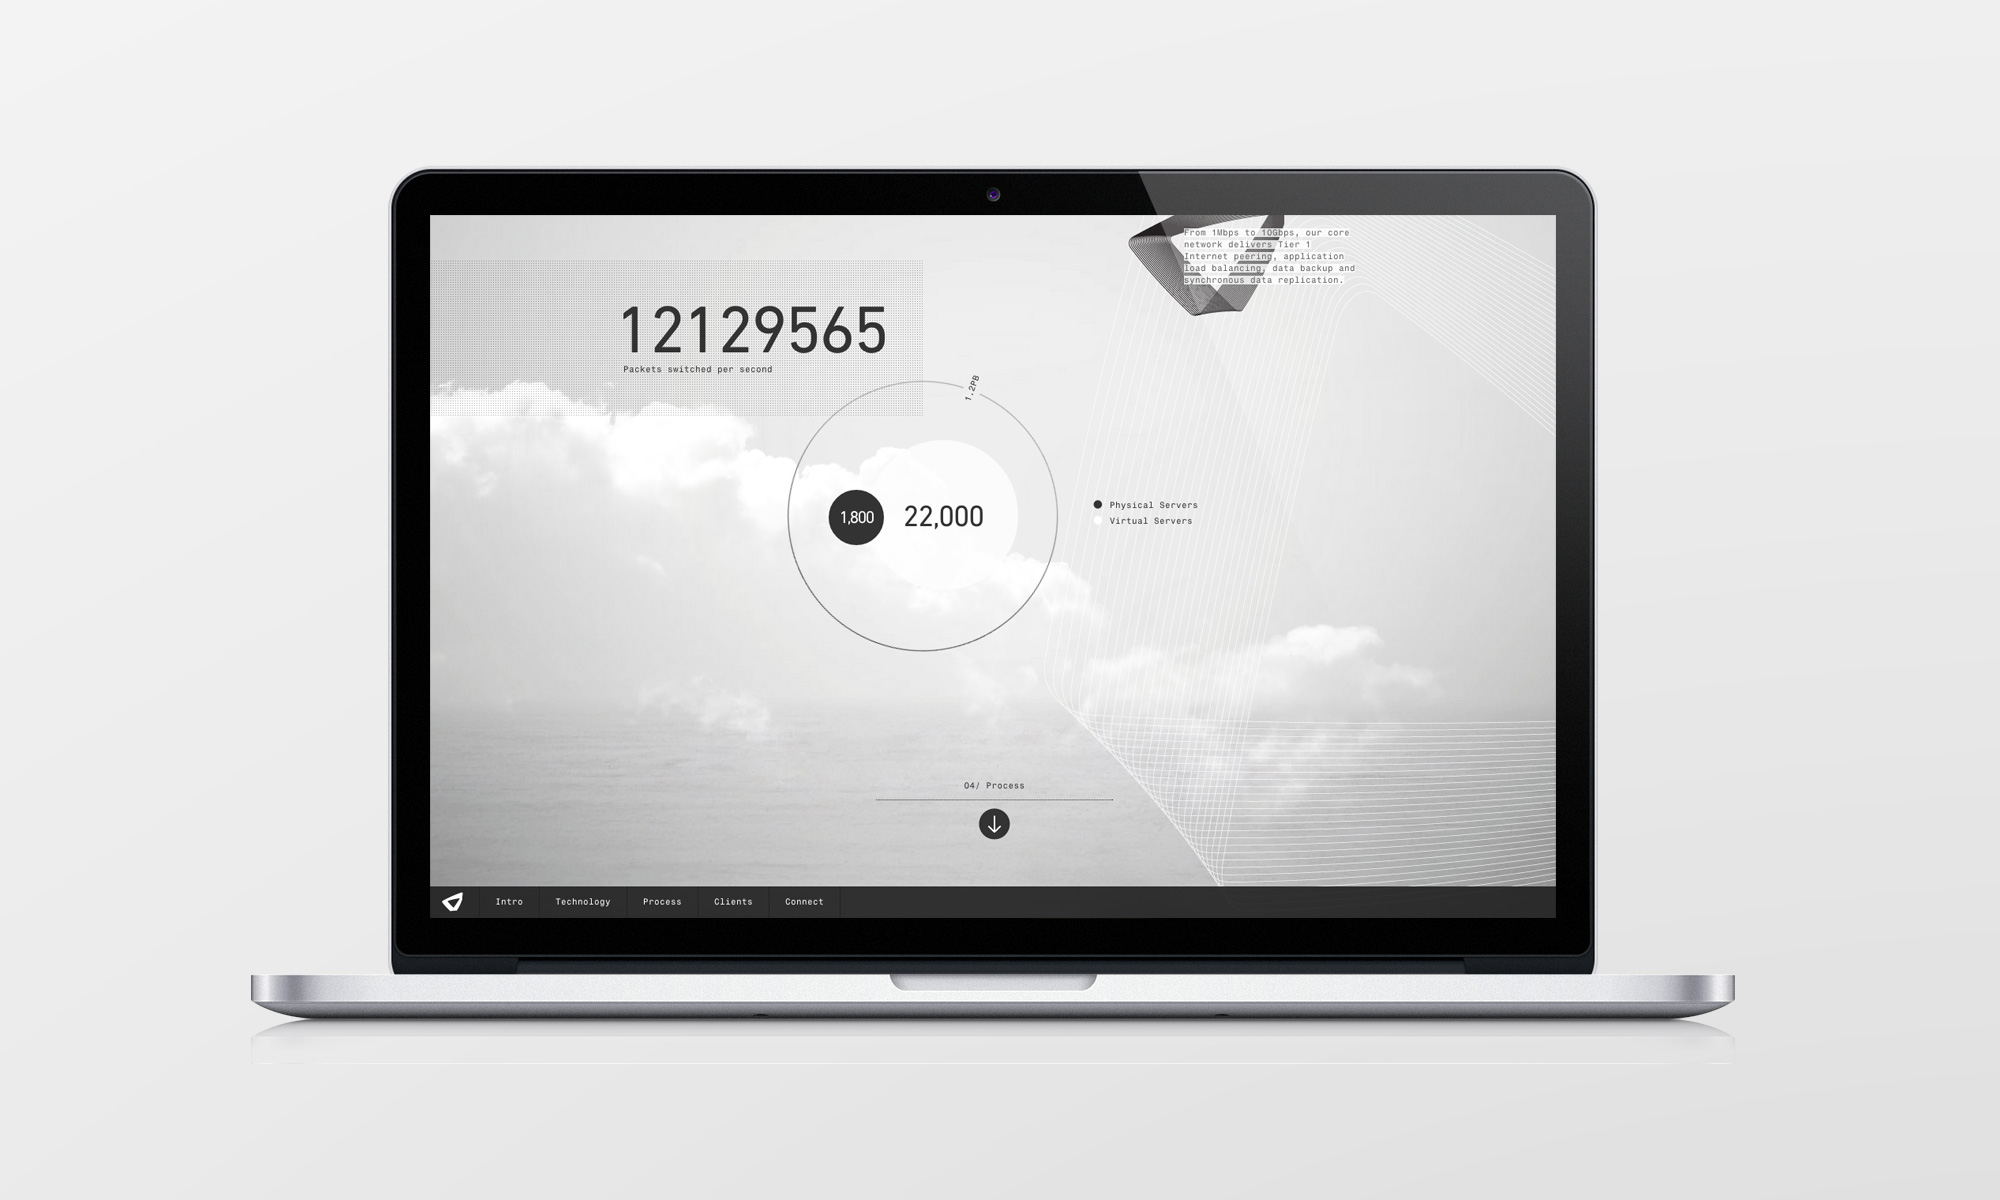 From 1Mbps to 10Gbps, our core
network delivers Tier 1
Internet peering, application
load balancing, data backup and
synchronous data replication.
12129565
Packets switched per second
1.2PB
1,800
22,000
Physical Servers
Virtual Servers
04/ Process
Intro
Technology
Process
Clients
Connect